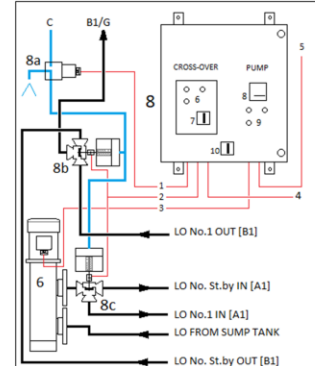 C B1/G
8a
CROSS-OVER PUMP
5
8
6
8
7
9
10
8b
1
2
3
4
LO No.1 OUT [B1]
6
8c
LO No. St.by IN [A1]
LO No.1 IN [A1]
LO FROM SUMP TANK
LO No. St.by OUT [B1]